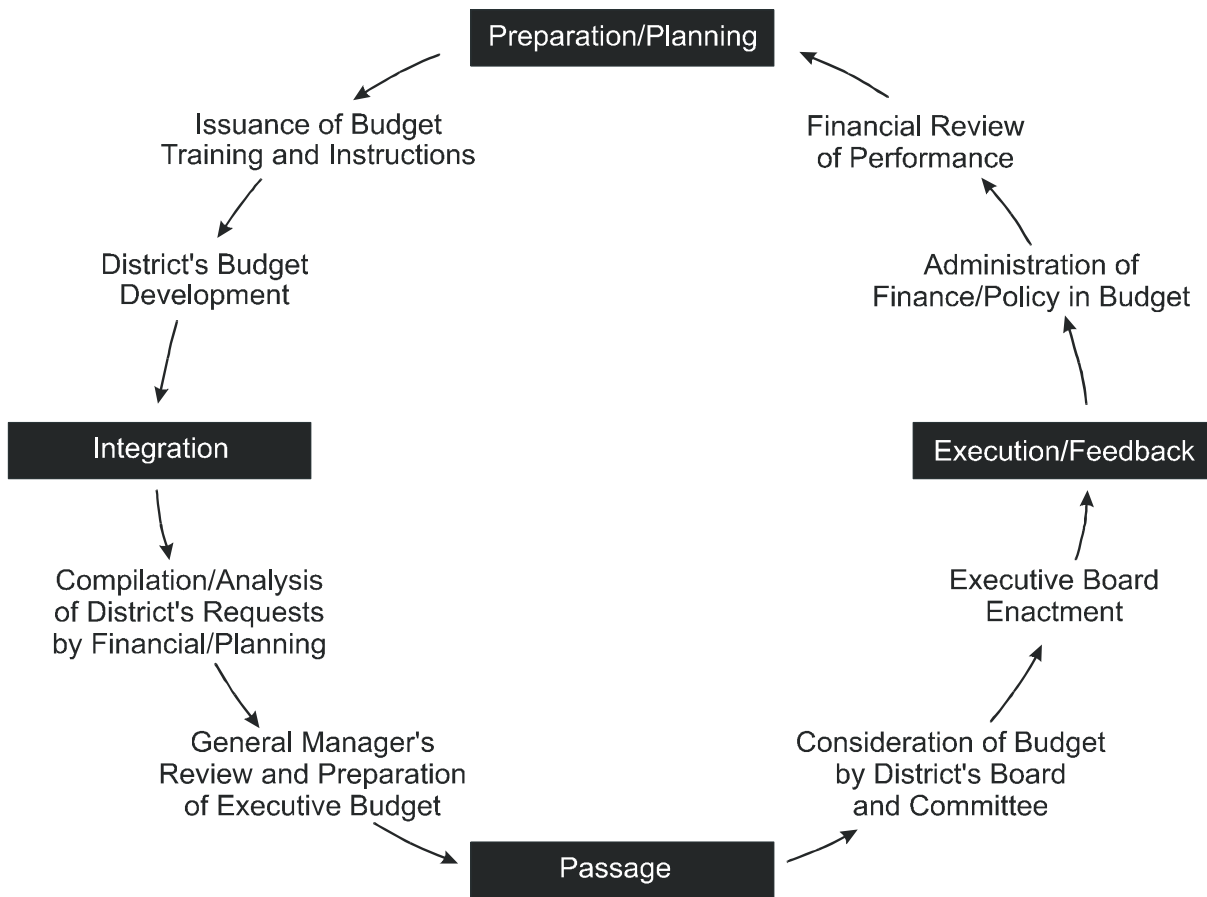 Preparation/Planning
Issuance of Budget
Training and Instructions
District's Budget
Development
Integration
Compilation/Analysis
of District's Requests
by Financial/Planning
General Manager's
Review and Preparation
of Executive Budget
Passage
Consideration of Budget
by District's Board
and Committee
Executive Board
Enactment
Execution/Feedback
Administration of
Finance/Policy in Budget
Financial Review
of Performance